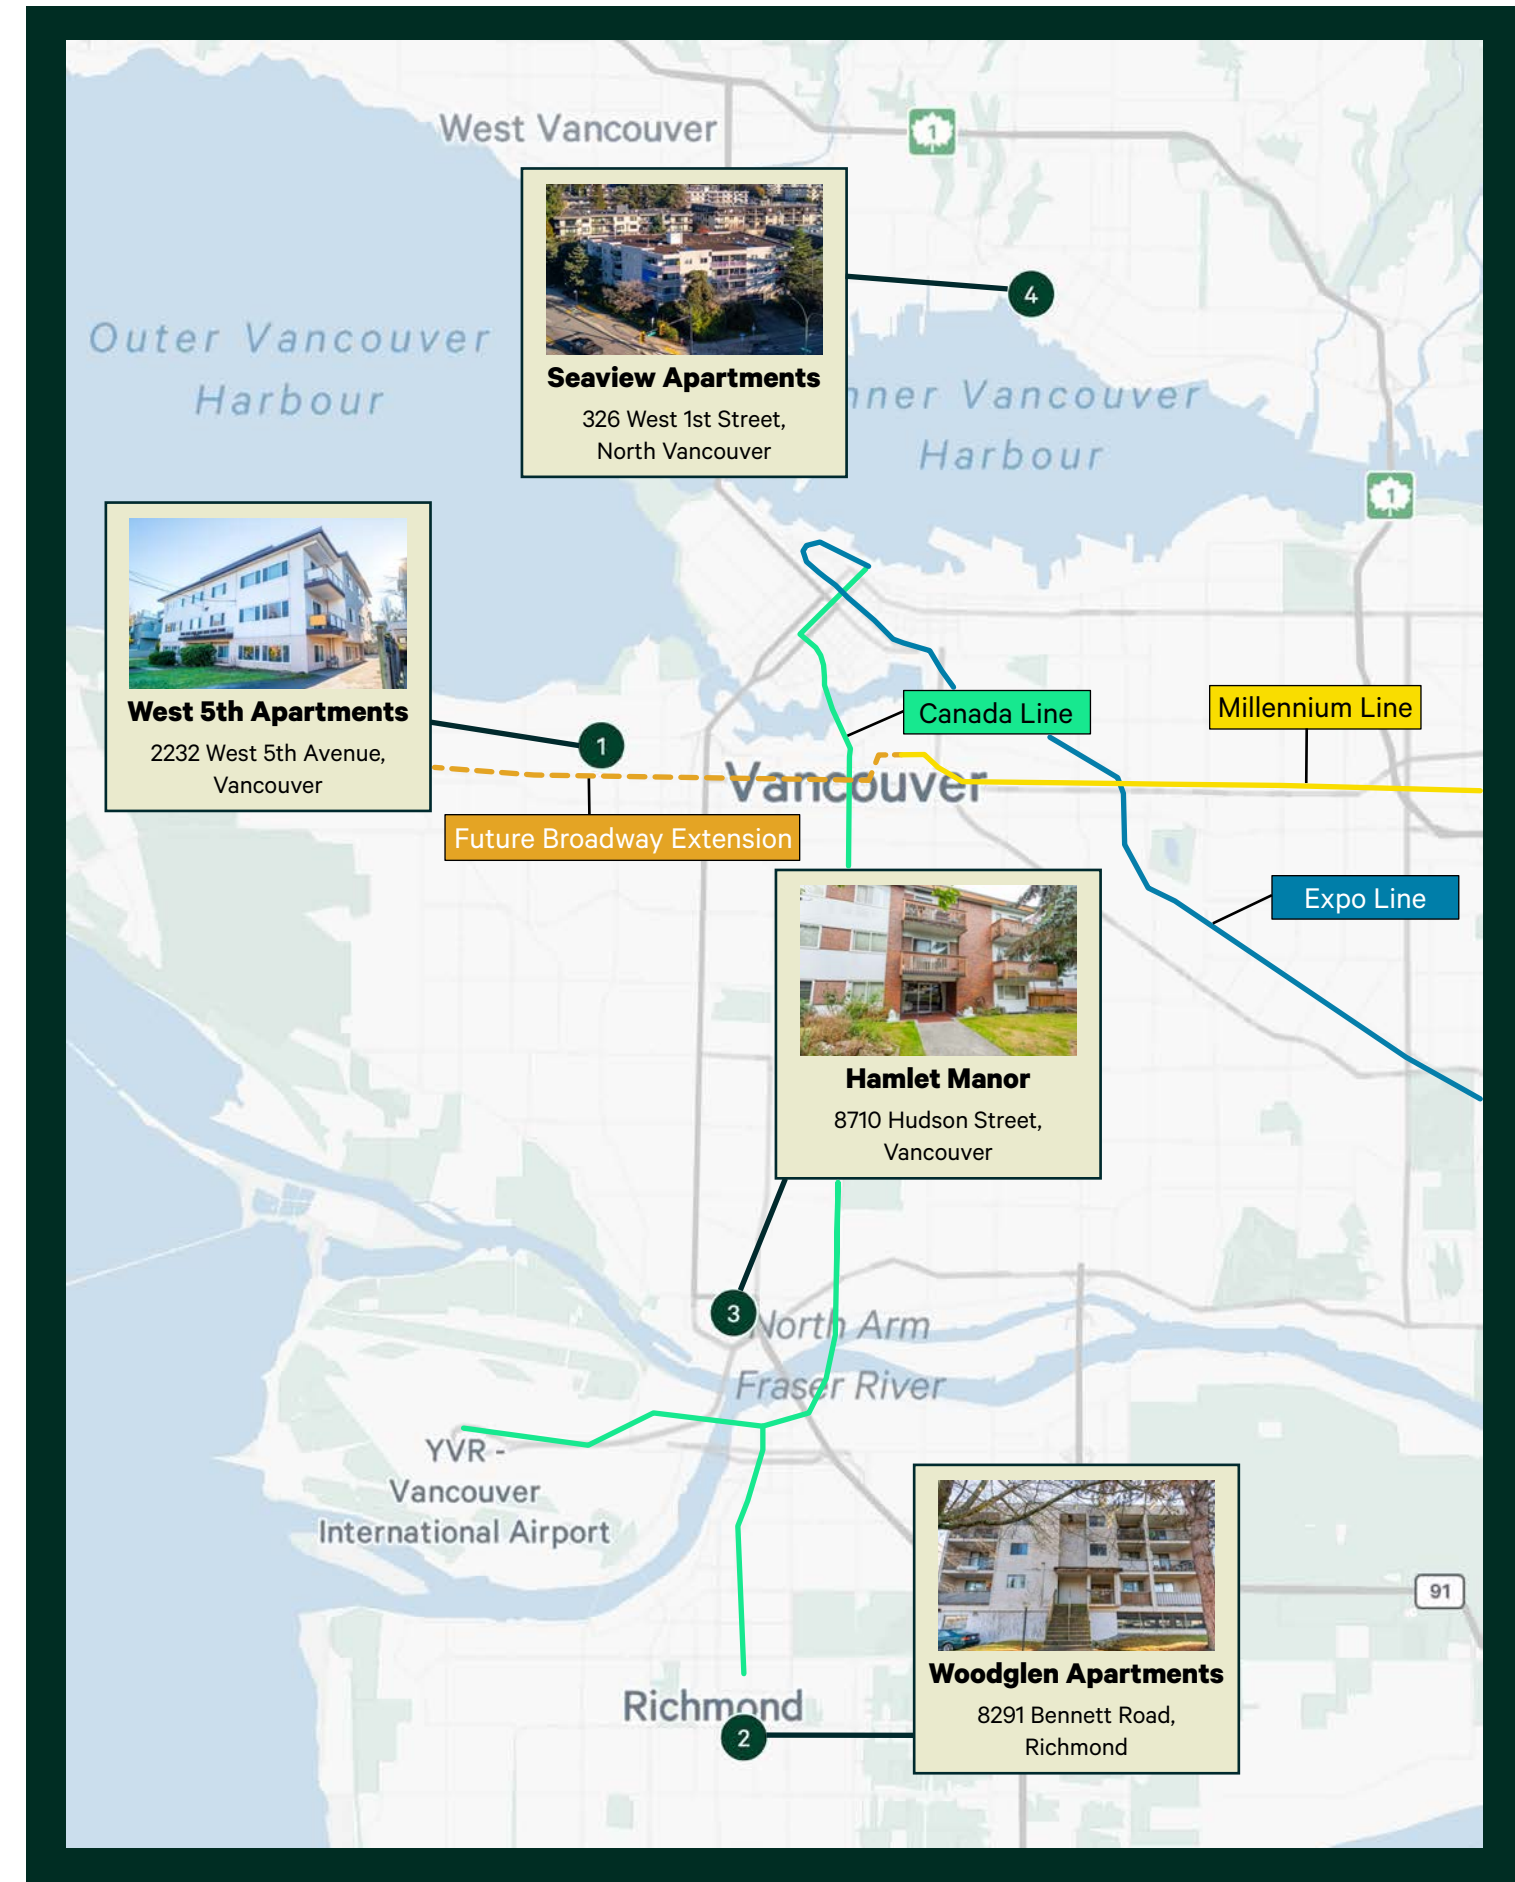 West Vancouver
1
4
Seaview Apartments
326 West 1st Street,
North Vancouver
Outer Vancouver
Harbour
nner Vancouver
Harbour
1
West 5th Apartments
2232 West 5th Avenue,
Vancouver
1
Canada Line
Millennium Line
Vancouver
Future Broadway Extension
Expo Line
Hamlet Manor
8710 Hudson Street,
Vancouver
3
North Arm
Fraser River
YVR -
Vancouver
International Airport
91
Woodglen Apartments
8291 Bennett Road,
Richmond
Richmond
2